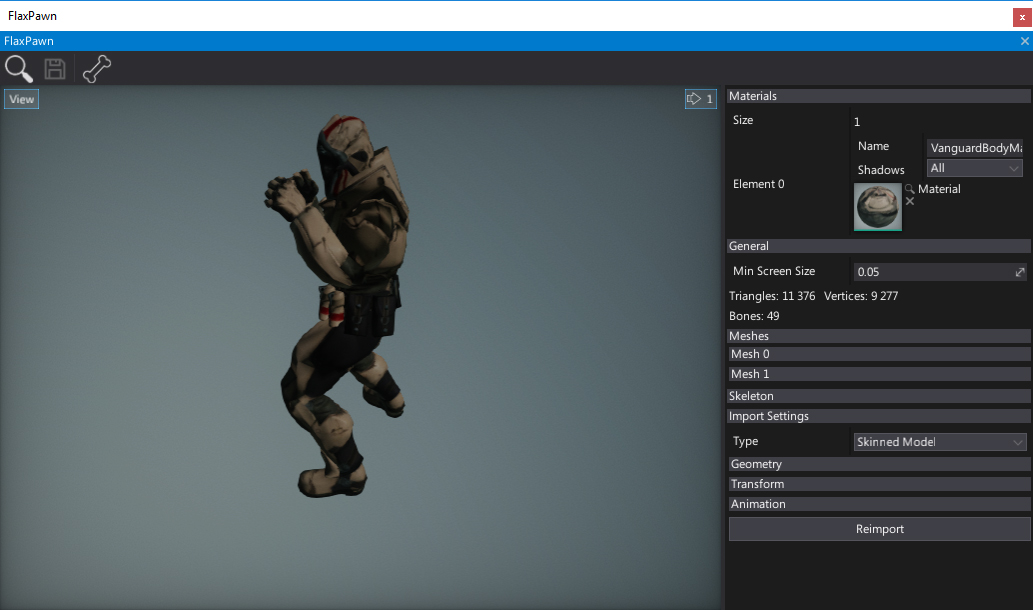 FlaxPawn
x
FlaxPawn
View
1
Materials
Size
1
Element 0
Name
VanguardBodyMa
Shadows
All
Material
General
Min Screen Size
0.05
Triangles: 11 376 Vertices: 9 277
Bones: 49
Meshes
Mesh 0
Mesh 1
Skeleton
Import Settings
Type
Skinned Model
Geometry
Transform
Animation
Reimport